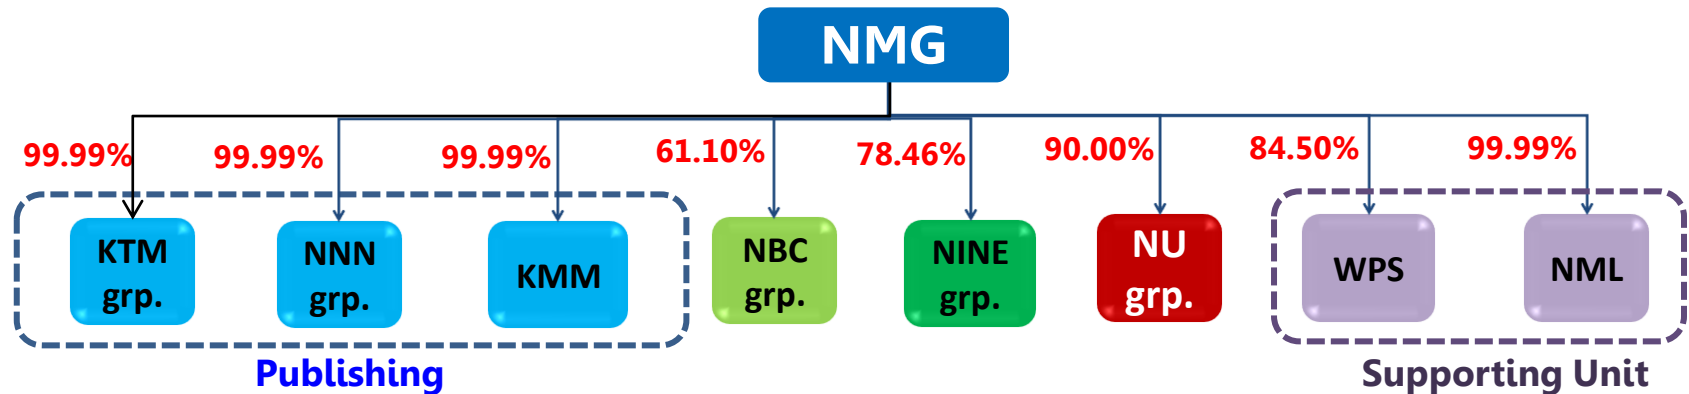 NMG
99.99%
99.99%
99.99%
61.10%
78.46%
90.00%
84.50%
99.99%
KTM
grp.
NNN
grp.
KMM
NBC
grp.
NINE
grp.
NU
grp.
WPS
NML
Publishing
Supporting Unit